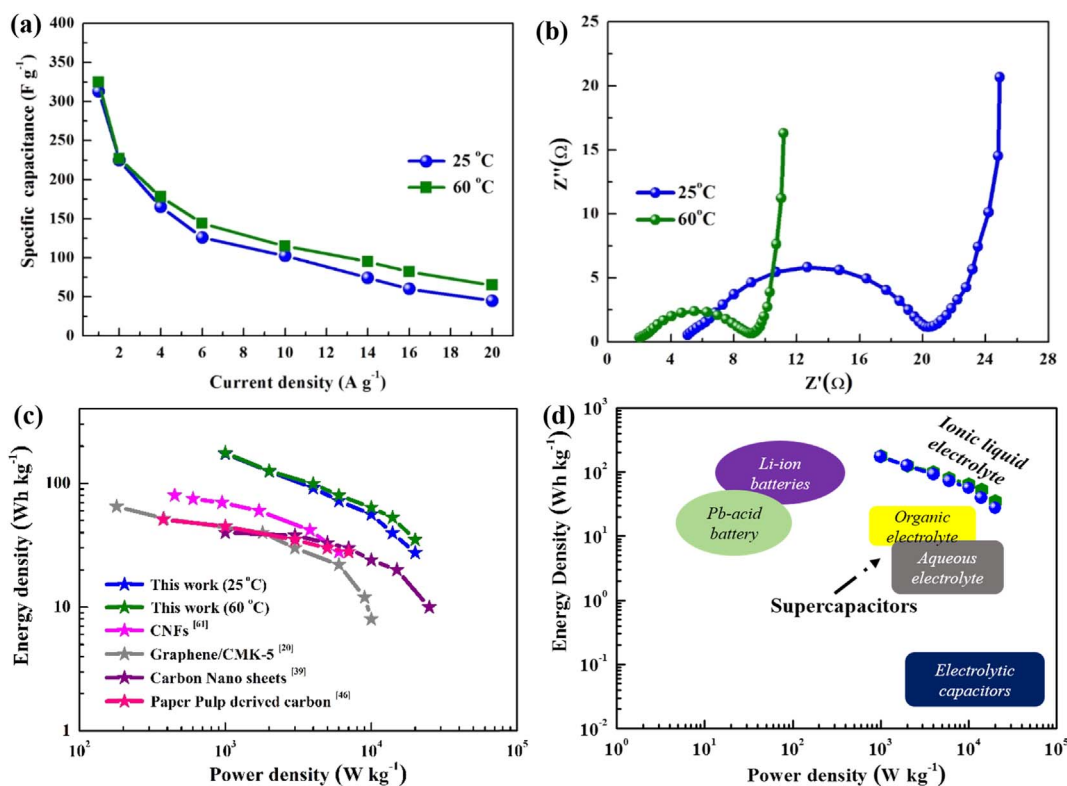 (a)
400
350
300
250
200
150
100
50
0
Specific capacitance (F g⁻¹)
25 °C
60 °C
2 4 6 8 10 12 14 16 18 20
Current density (A g⁻¹)
(b)
25
20
15
10
5
0
Z''(Ω)
25°C
60°C
0 4 8 12 16 20 24 28
Z'(Ω)
(c)
100
10
1
Energy density (Wh kg⁻¹)
This work (25 °C)
This work (60 °C)
CNFs [61]
Graphene/CMK-5 [20]
Carbon Nano sheets [39]
Paper Pulp derived carbon [46]
10² 10³ 10⁴ 10⁵
Power density (W kg⁻¹)
(d)
10³
10²
10¹
10⁰
10⁻¹
10⁻²
Energy Density (Wh kg⁻¹)
Ionic liquid
electrolyte
Li-ion
batteries
Pb-acid
battery
Organic
electrolyte
Aqueous
electrolyte
Supercapacitors
Electrolytic
capacitors
10⁰ 10¹ 10² 10³ 10⁴ 10⁵
Power density (W kg⁻¹)